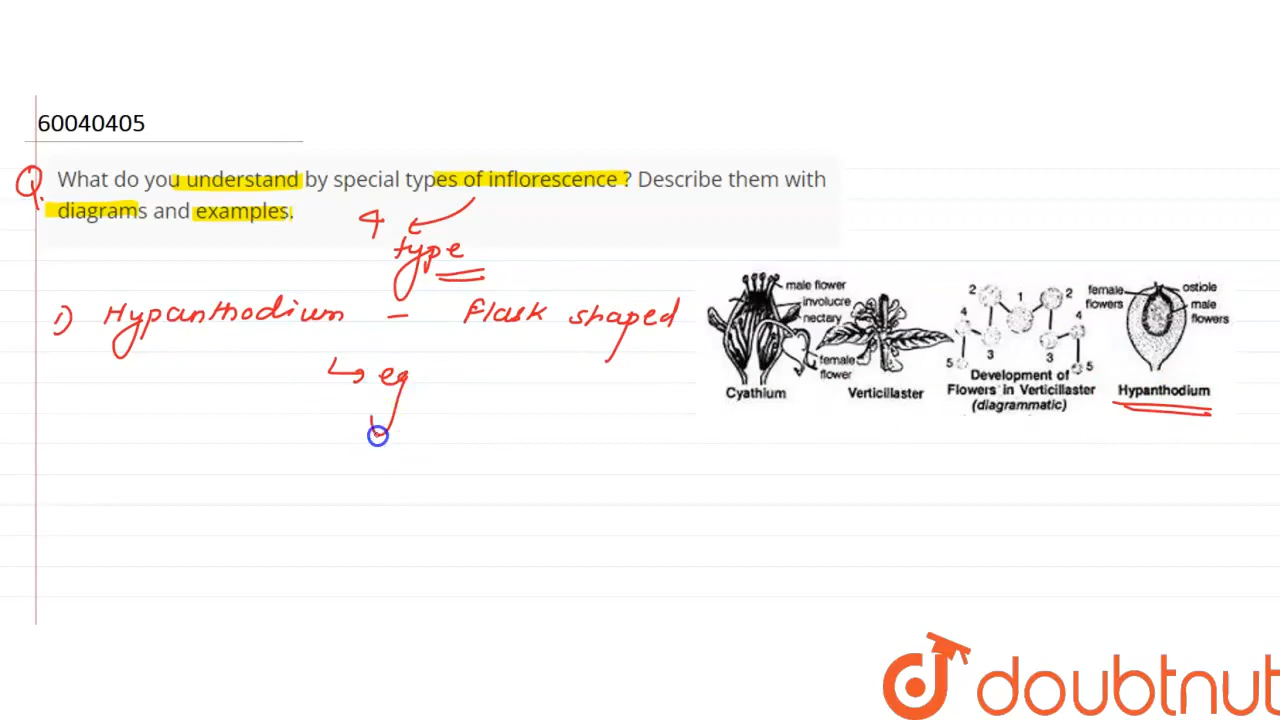 60040405
Q. What do you understand by special types of inflorescence ? Describe them with
diagrams and examples.
4
type
1) Hypanthodium - flask shaped
↳ eg
male flower
involucre
nectary
female
flower
Cyathium
Verticillaster
2 1 2
4 4
3 3
5 5
Development of
Flowers in Verticillaster
(diagrammatic)
female
flowers
ostiole
male
flowers
Hypanthodium
doubtnut